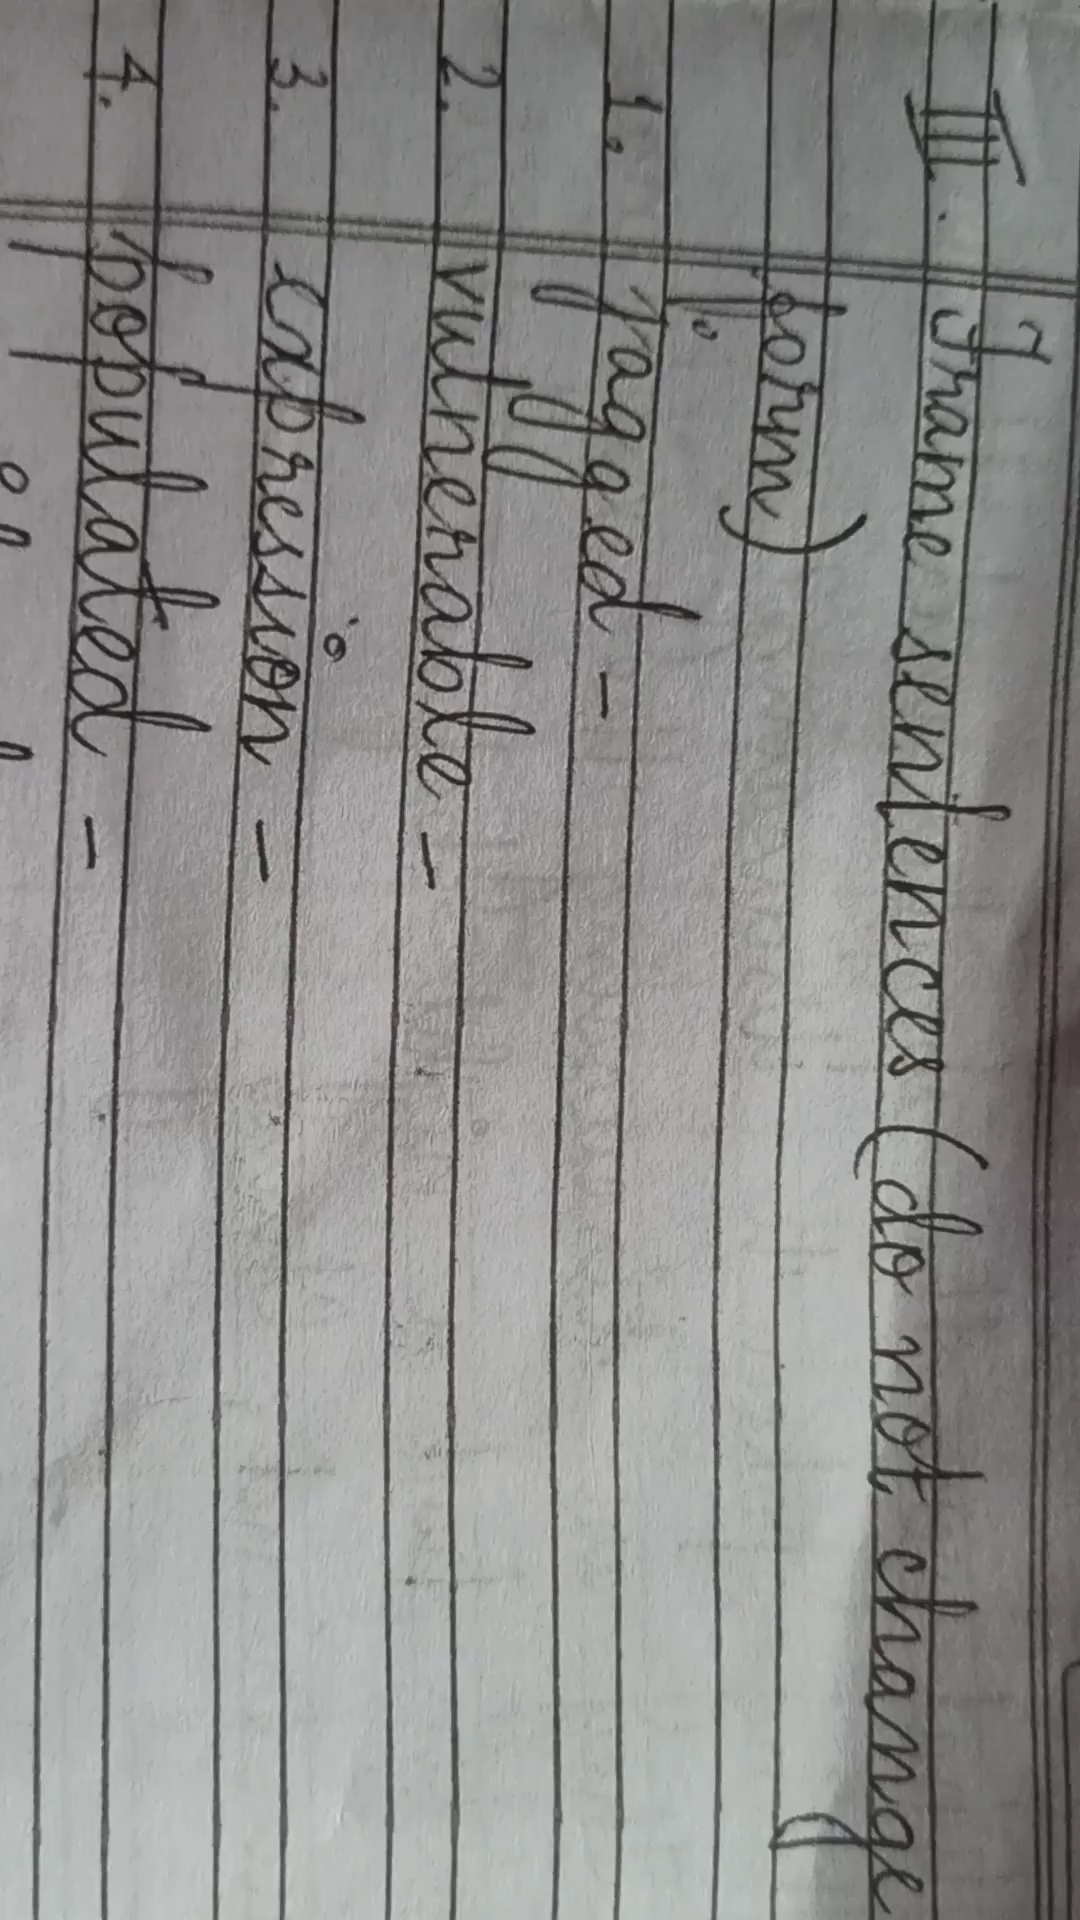 III. Frame sentences (do not change
form)
1. jagged -
2. vulnerable -
3. expression -
4. populated -